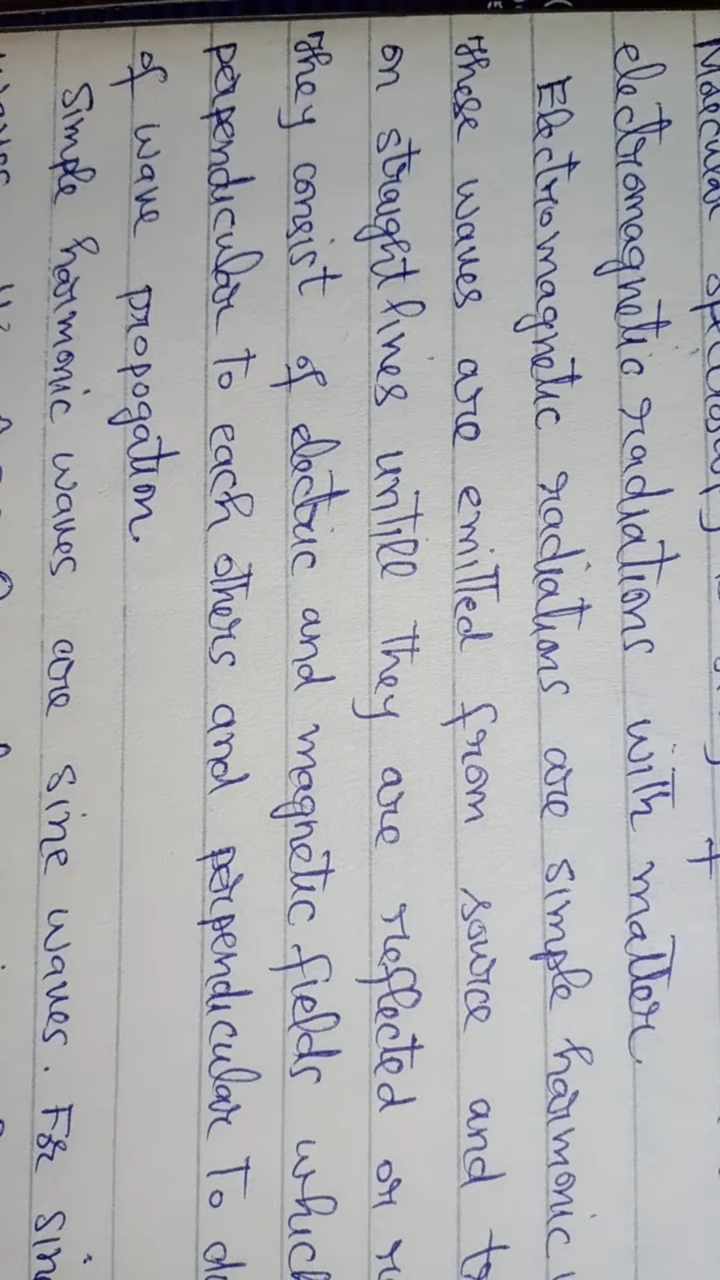 Molecular
electromagnetic radiations with matter.
Electromagnetic radiations are simple harmonic
these waves are emitted from source and
on straight lines untill they are reflected or
they consist of electric and magnetic fields which
perpendicular to each others and perpendicular to
of wave propogation.
Simple harmonic waves are sine waves. For